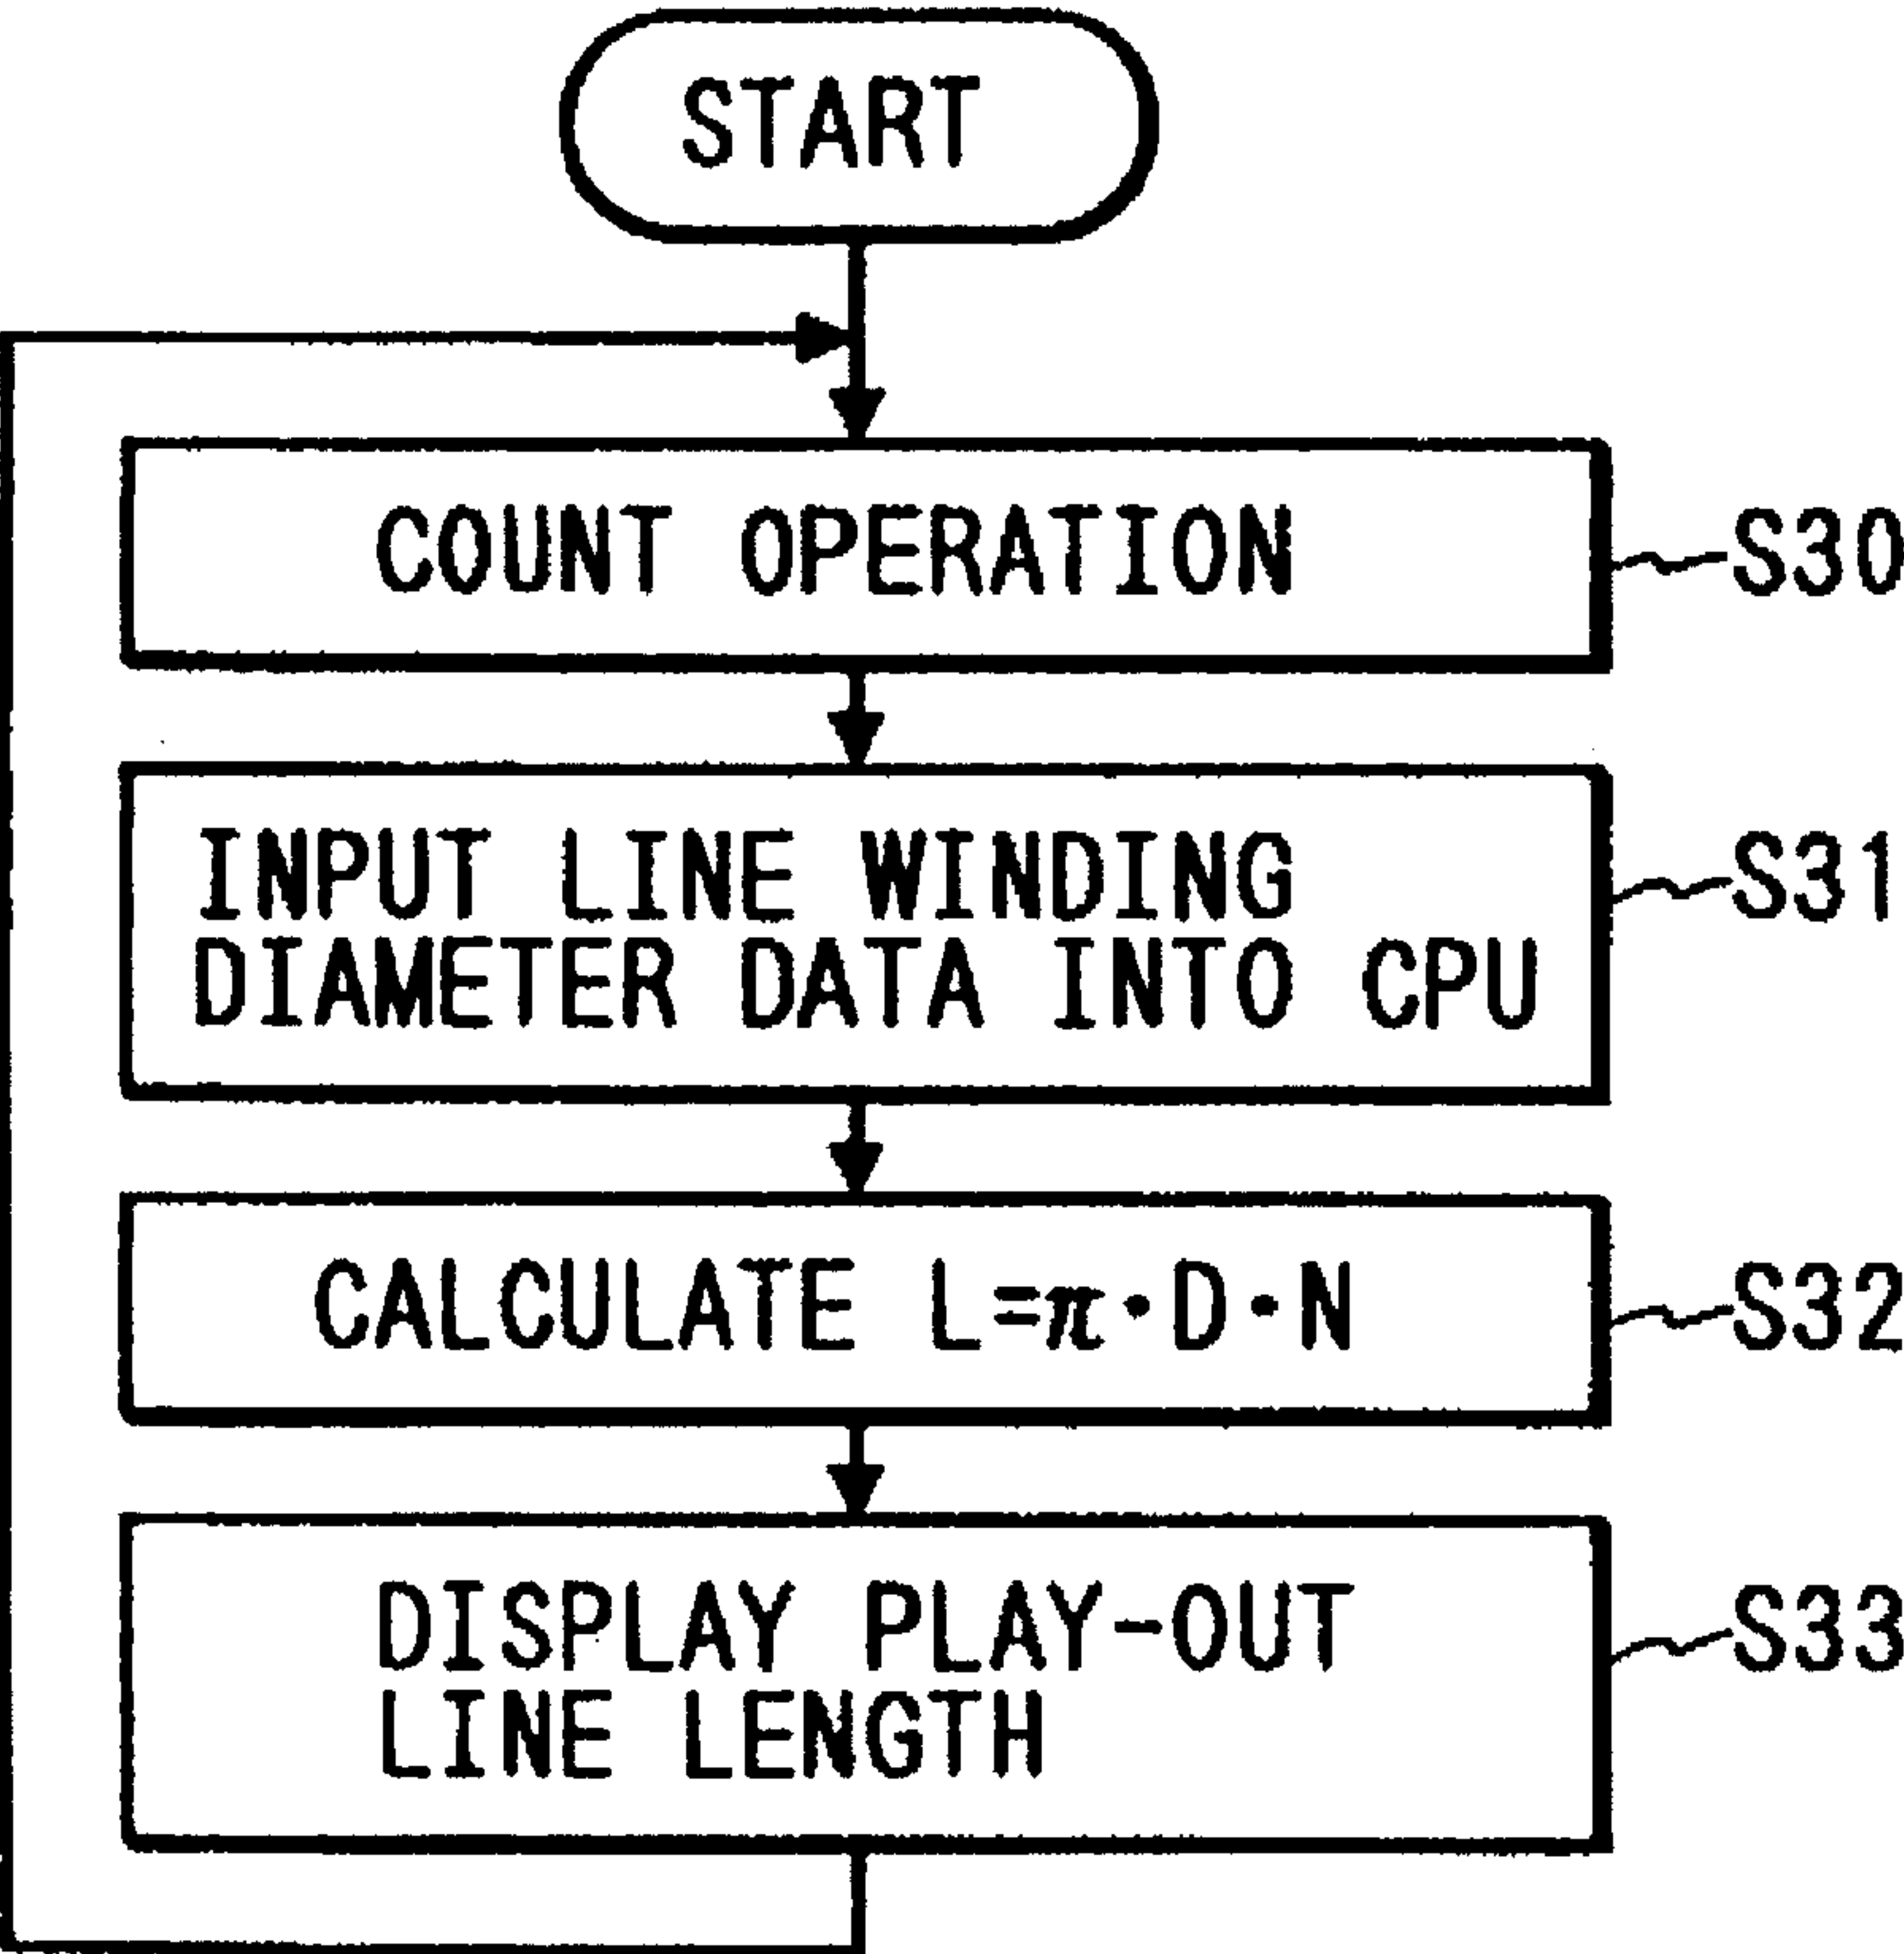 START
COUNT OPERATION
S30
INPUT LINE WINDING
DIAMETER DATA INTO CPU
S31
CALCULATE L=π·D·N
S32
DISPLAY PLAY-OUT
LINE LENGTH
S33